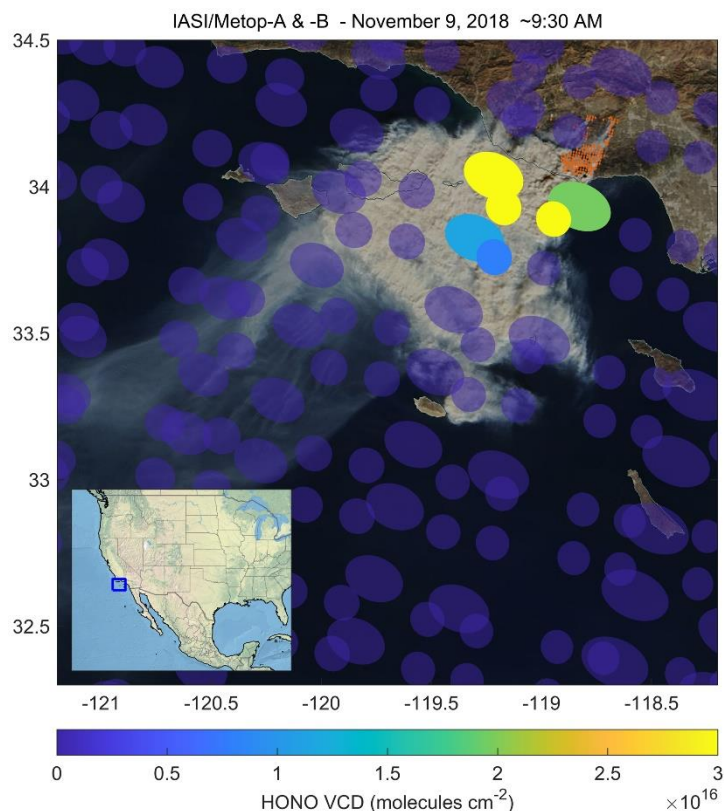 IASI/Metop-A & -B - November 9, 2018 ~9:30 AM
34.5
34
33.5
33
32.5
-121 -120.5 -120 -119.5 -119 -118.5
0 0.5 1 1.5 2 2.5 3
×10¹⁶
HONO VCD (molecules cm⁻²)